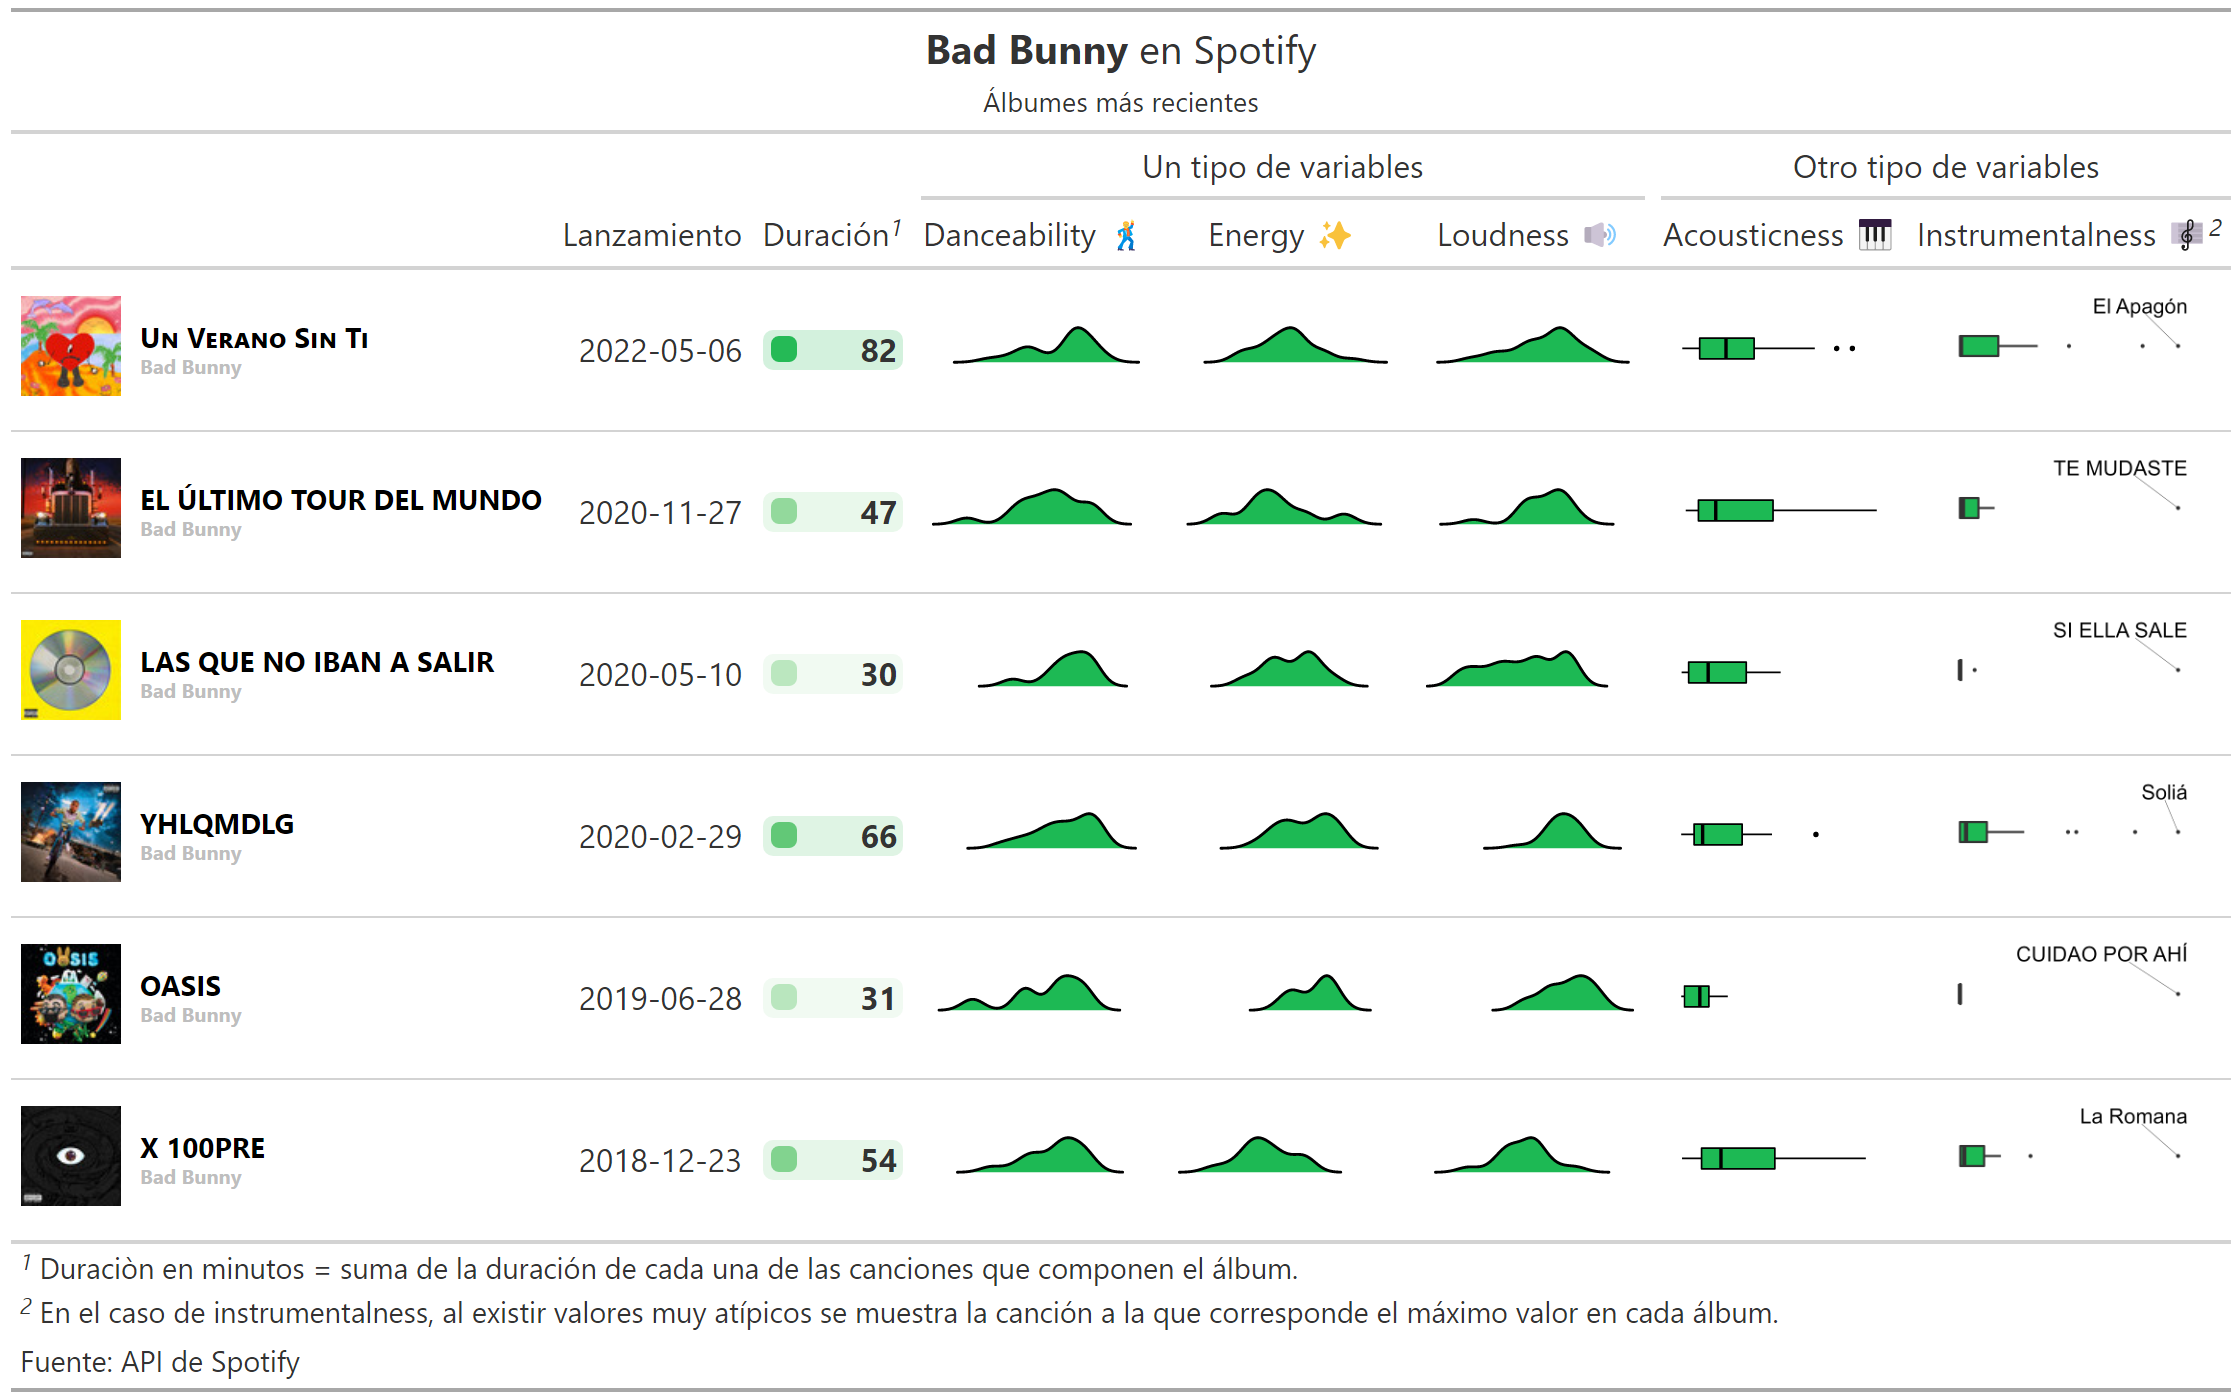 Bad Bunny en Spotify
Álbumes más recientes
Un tipo de variables Otro tipo de variables
Lanzamiento Duración¹ Danceability 🕺 Energy ✨ Loudness 🔊 Acousticness 🎹 Instrumentalness 🎼 ²
Un Verano Sin Ti
Bad Bunny
2022-05-06 82
El Apagón
EL ÚLTIMO TOUR DEL MUNDO
Bad Bunny
2020-11-27 47
TE MUDASTE
LAS QUE NO IBAN A SALIR
Bad Bunny
2020-05-10 30
SI ELLA SALE
YHLQMDLG
Bad Bunny
2020-02-29 66
Soliá
OASIS
OASIS
Bad Bunny
2019-06-28 31
CUIDAO POR AHÍ
X 100PRE
Bad Bunny
2018-12-23 54
La Romana
¹ Duraciòn en minutos = suma de la duración de cada una de las canciones que componen el álbum.
² En el caso de instrumentalness, al existir valores muy atípicos se muestra la canción a la que corresponde el máximo valor en cada álbum.
Fuente: API de Spotify